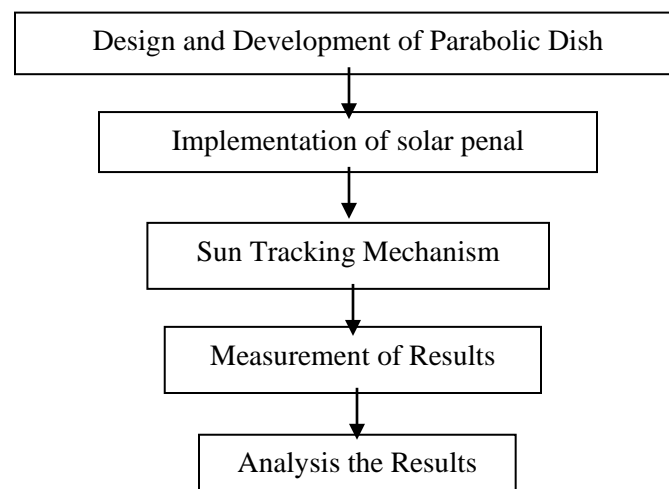 Design and Development of Parabolic Dish
Implementation of solar penal
Sun Tracking Mechanism
Measurement of Results
Analysis the Results